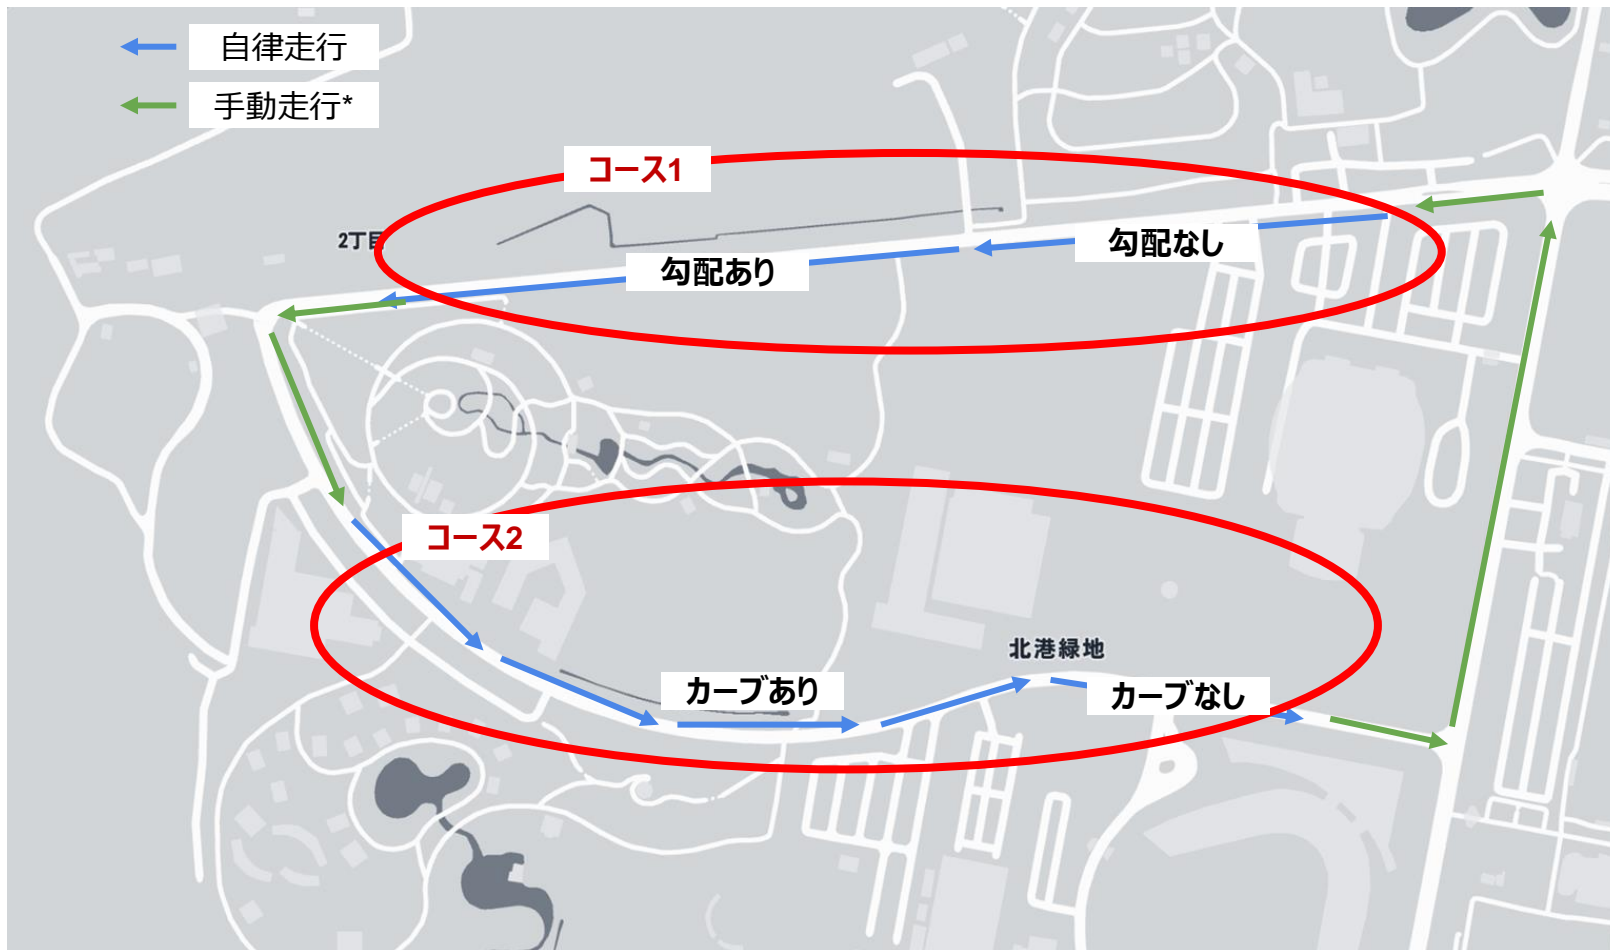 自律走行
手動走行*
コース1
2丁目
勾配なし
勾配あり
コース2
北港緑地
カーブあり
カーブなし